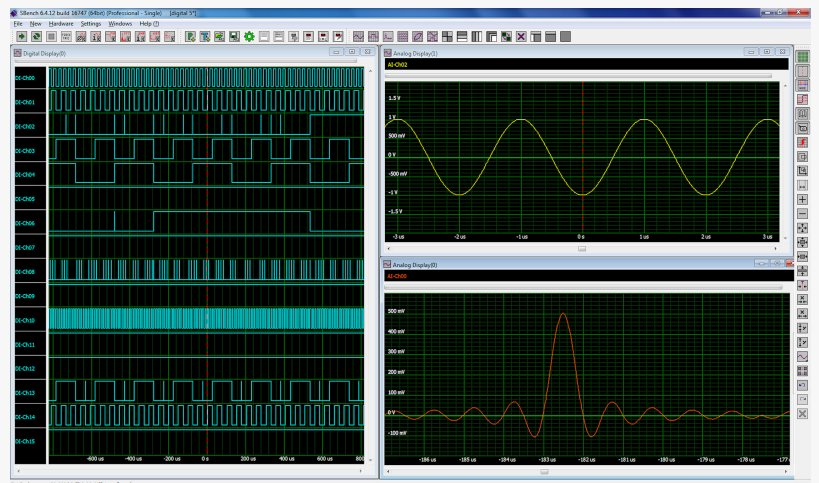 SBench 6.4.12 build 16747 (64bit) (Professional - Single) [digital 5*]
File New Hardware Settings Windows Help (!)
Digital Display(0)
DI-Ch00
DI-Ch01
DI-Ch02
DI-Ch03
DI-Ch04
DI-Ch05
DI-Ch06
DI-Ch07
DI-Ch08
DI-Ch09
DI-Ch10
DI-Ch11
DI-Ch12
DI-Ch13
DI-Ch14
DI-Ch15
-600 us -400 us -200 us 0 s 200 us 400 us 600 us 800
Analog Display(1)
AI-Ch02
1.5 V
1 V
500 mV
0 V
-500 mV
-1 V
-1.5 V
-3 us -2 us -1 us 0 s 1 us 2 us 3 us
Analog Display(0)
AI-Ch00
500 mV
400 mV
300 mV
200 mV
100 mV
0 V
-100 mV
-186 us -185 us -184 us -183 us -182 us -181 us -180 us -179 us -178 us -177